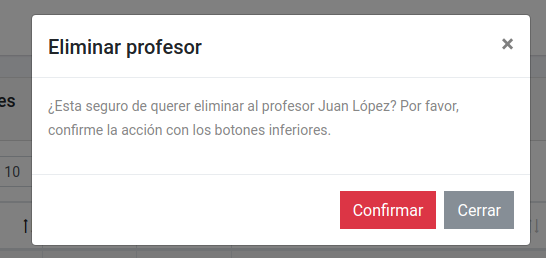 Eliminar profesor
×
¿Esta seguro de querer eliminar al profesor Juan López? Por favor,
confirme la acción con los botones inferiores.
es
10
Confirmar
Cerrar